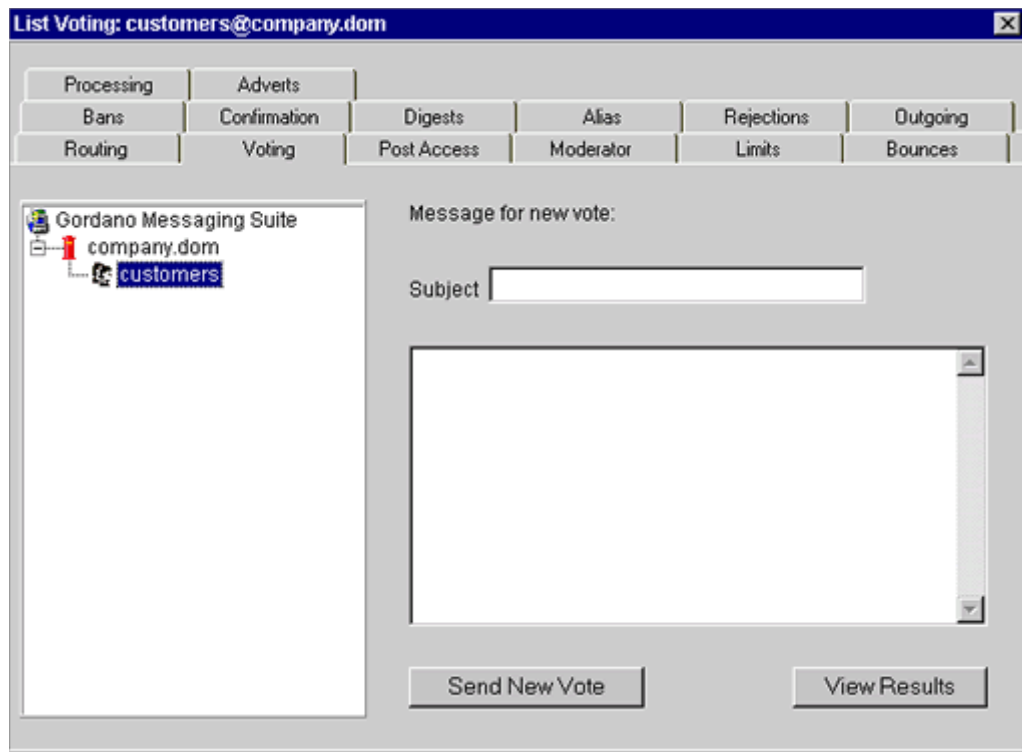 List Voting: customers@company.dom
Processing Adverts
Bans Confirmation Digests Alias Rejections Outgoing
Routing Voting Post Access Moderator Limits Bounces
Gordano Messaging Suite
company.dom
customers
Message for new vote:
Subject
Send New Vote View Results